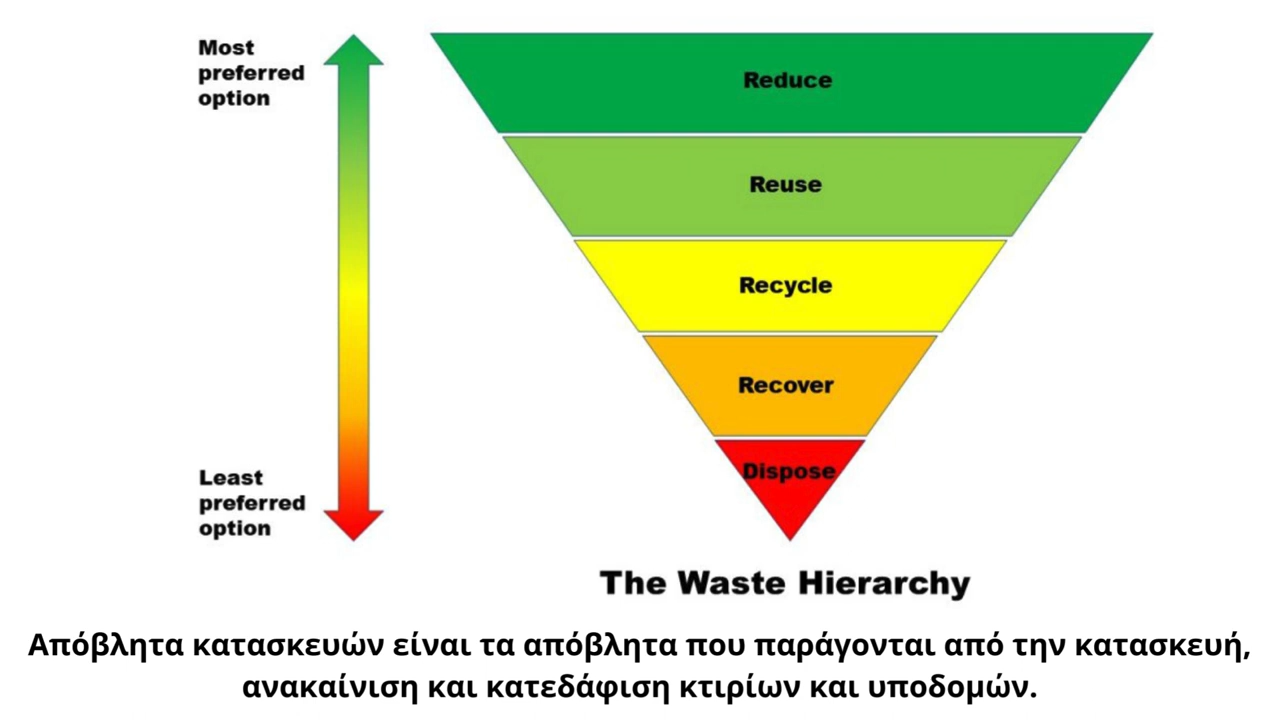 Most
preferred
option
Reduce
Reuse
Recycle
Recover
Dispose
Least
preferred
option
The Waste Hierarchy
Απόβλητα κατασκευών είναι τα απόβλητα που παράγονται από την κατασκευή,
ανακαίνιση και κατεδάφιση κτιρίων και υποδομών.